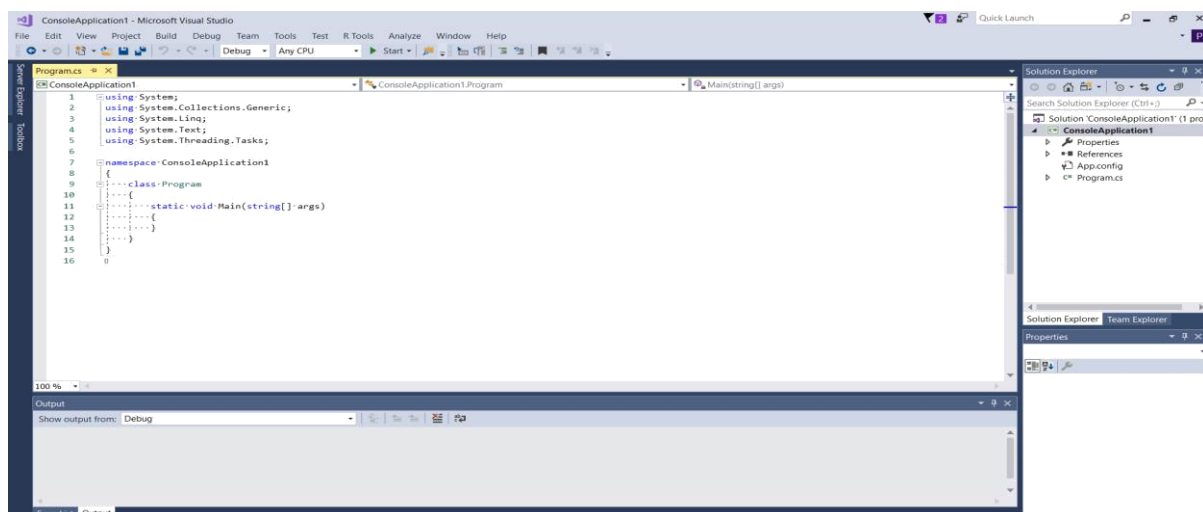 ConsoleApplication1 - Microsoft Visual Studio
2
Quick Launch
File Edit View Project Build Debug Team Tools Test R Tools Analyze Window Help
P
Debug Any CPU Start
Server Explorer
Toolbox
Program.cs
ConsoleApplication1 ConsoleApplication1.Program Main(string[] args)
1 using System;
2 using System.Collections.Generic;
3 using System.Linq;
4 using System.Text;
5 using System.Threading.Tasks;
6
7 namespace ConsoleApplication1
8 {
9 class Program
10 {
11 static void Main(string[] args)
12 {
13 }
14 }
15 }
16
100 %
Output
Show output from: Debug
Output
Solution Explorer
Search Solution Explorer (Ctrl+;)
Solution 'ConsoleApplication1' (1 pro
ConsoleApplication1
Properties
References
App.config
C# Program.cs
Solution Explorer Team Explorer
Properties